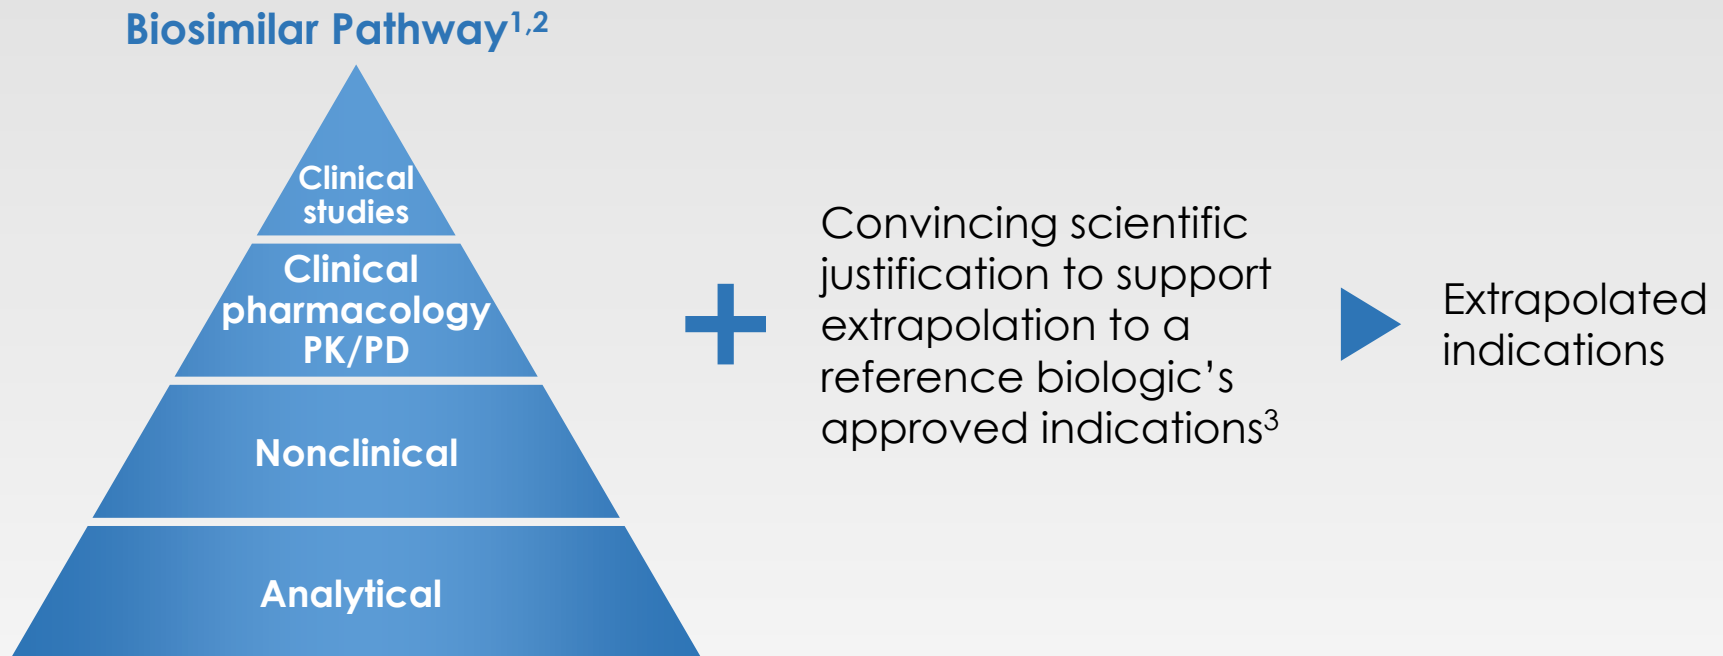 Biosimilar Pathway1,2
Clinical
studies
Clinical
pharmacology
PK/PD
Nonclinical
Analytical
+
Convincing scientific
justification to support
extrapolation to a
reference biologic’s
approved indications3
Extrapolated
indications